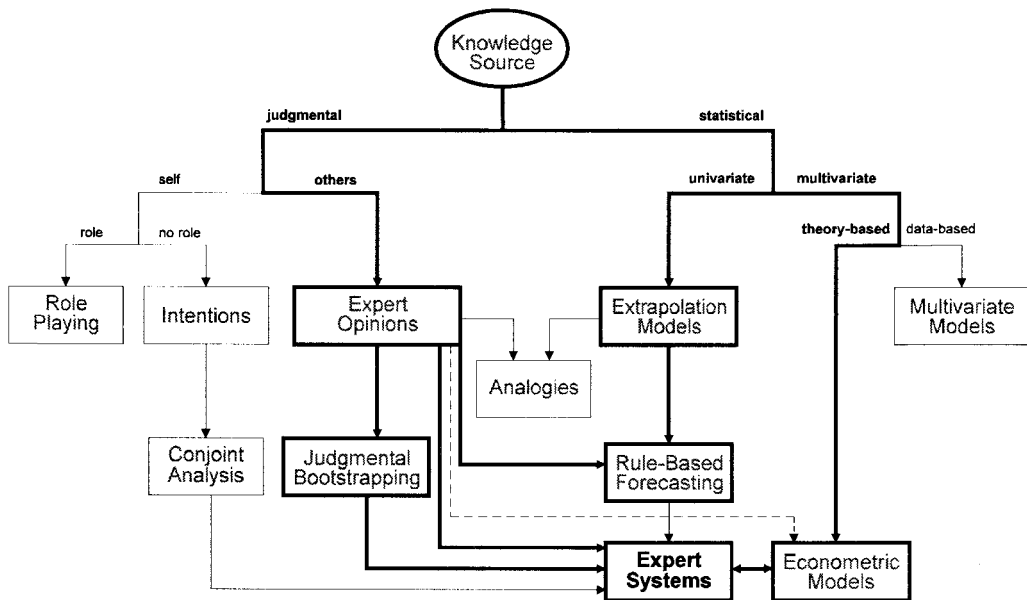 Knowledge
Source
judgmental
statistical
self
others
univariate
multivariate
role
no role
theory-based
data-based
Role
Playing
Intentions
Expert
Opinions
Extrapolation
Models
Multivariate
Models
Analogies
Conjoint
Analysis
Judgmental
Bootstrapping
Rule-Based
Forecasting
Expert
Systems
Econometric
Models